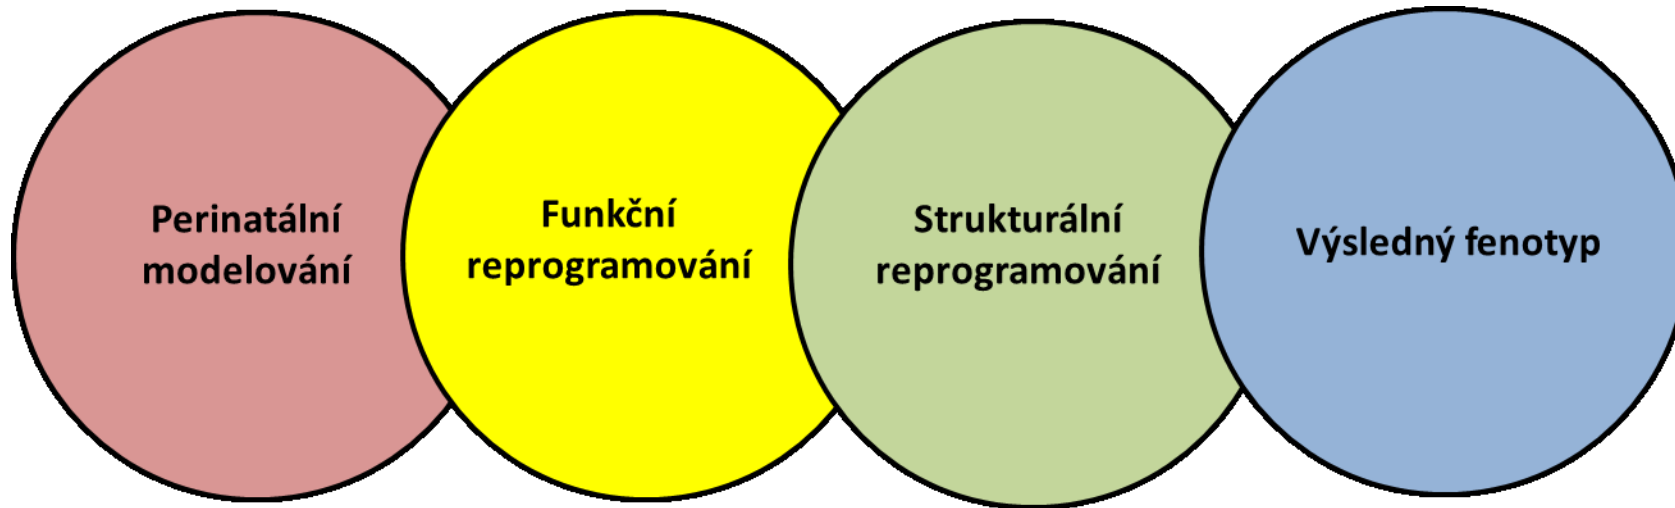 Perinatální
modelování
Funkční
reprogramování
Strukturální
reprogramování
Výsledný fenotyp